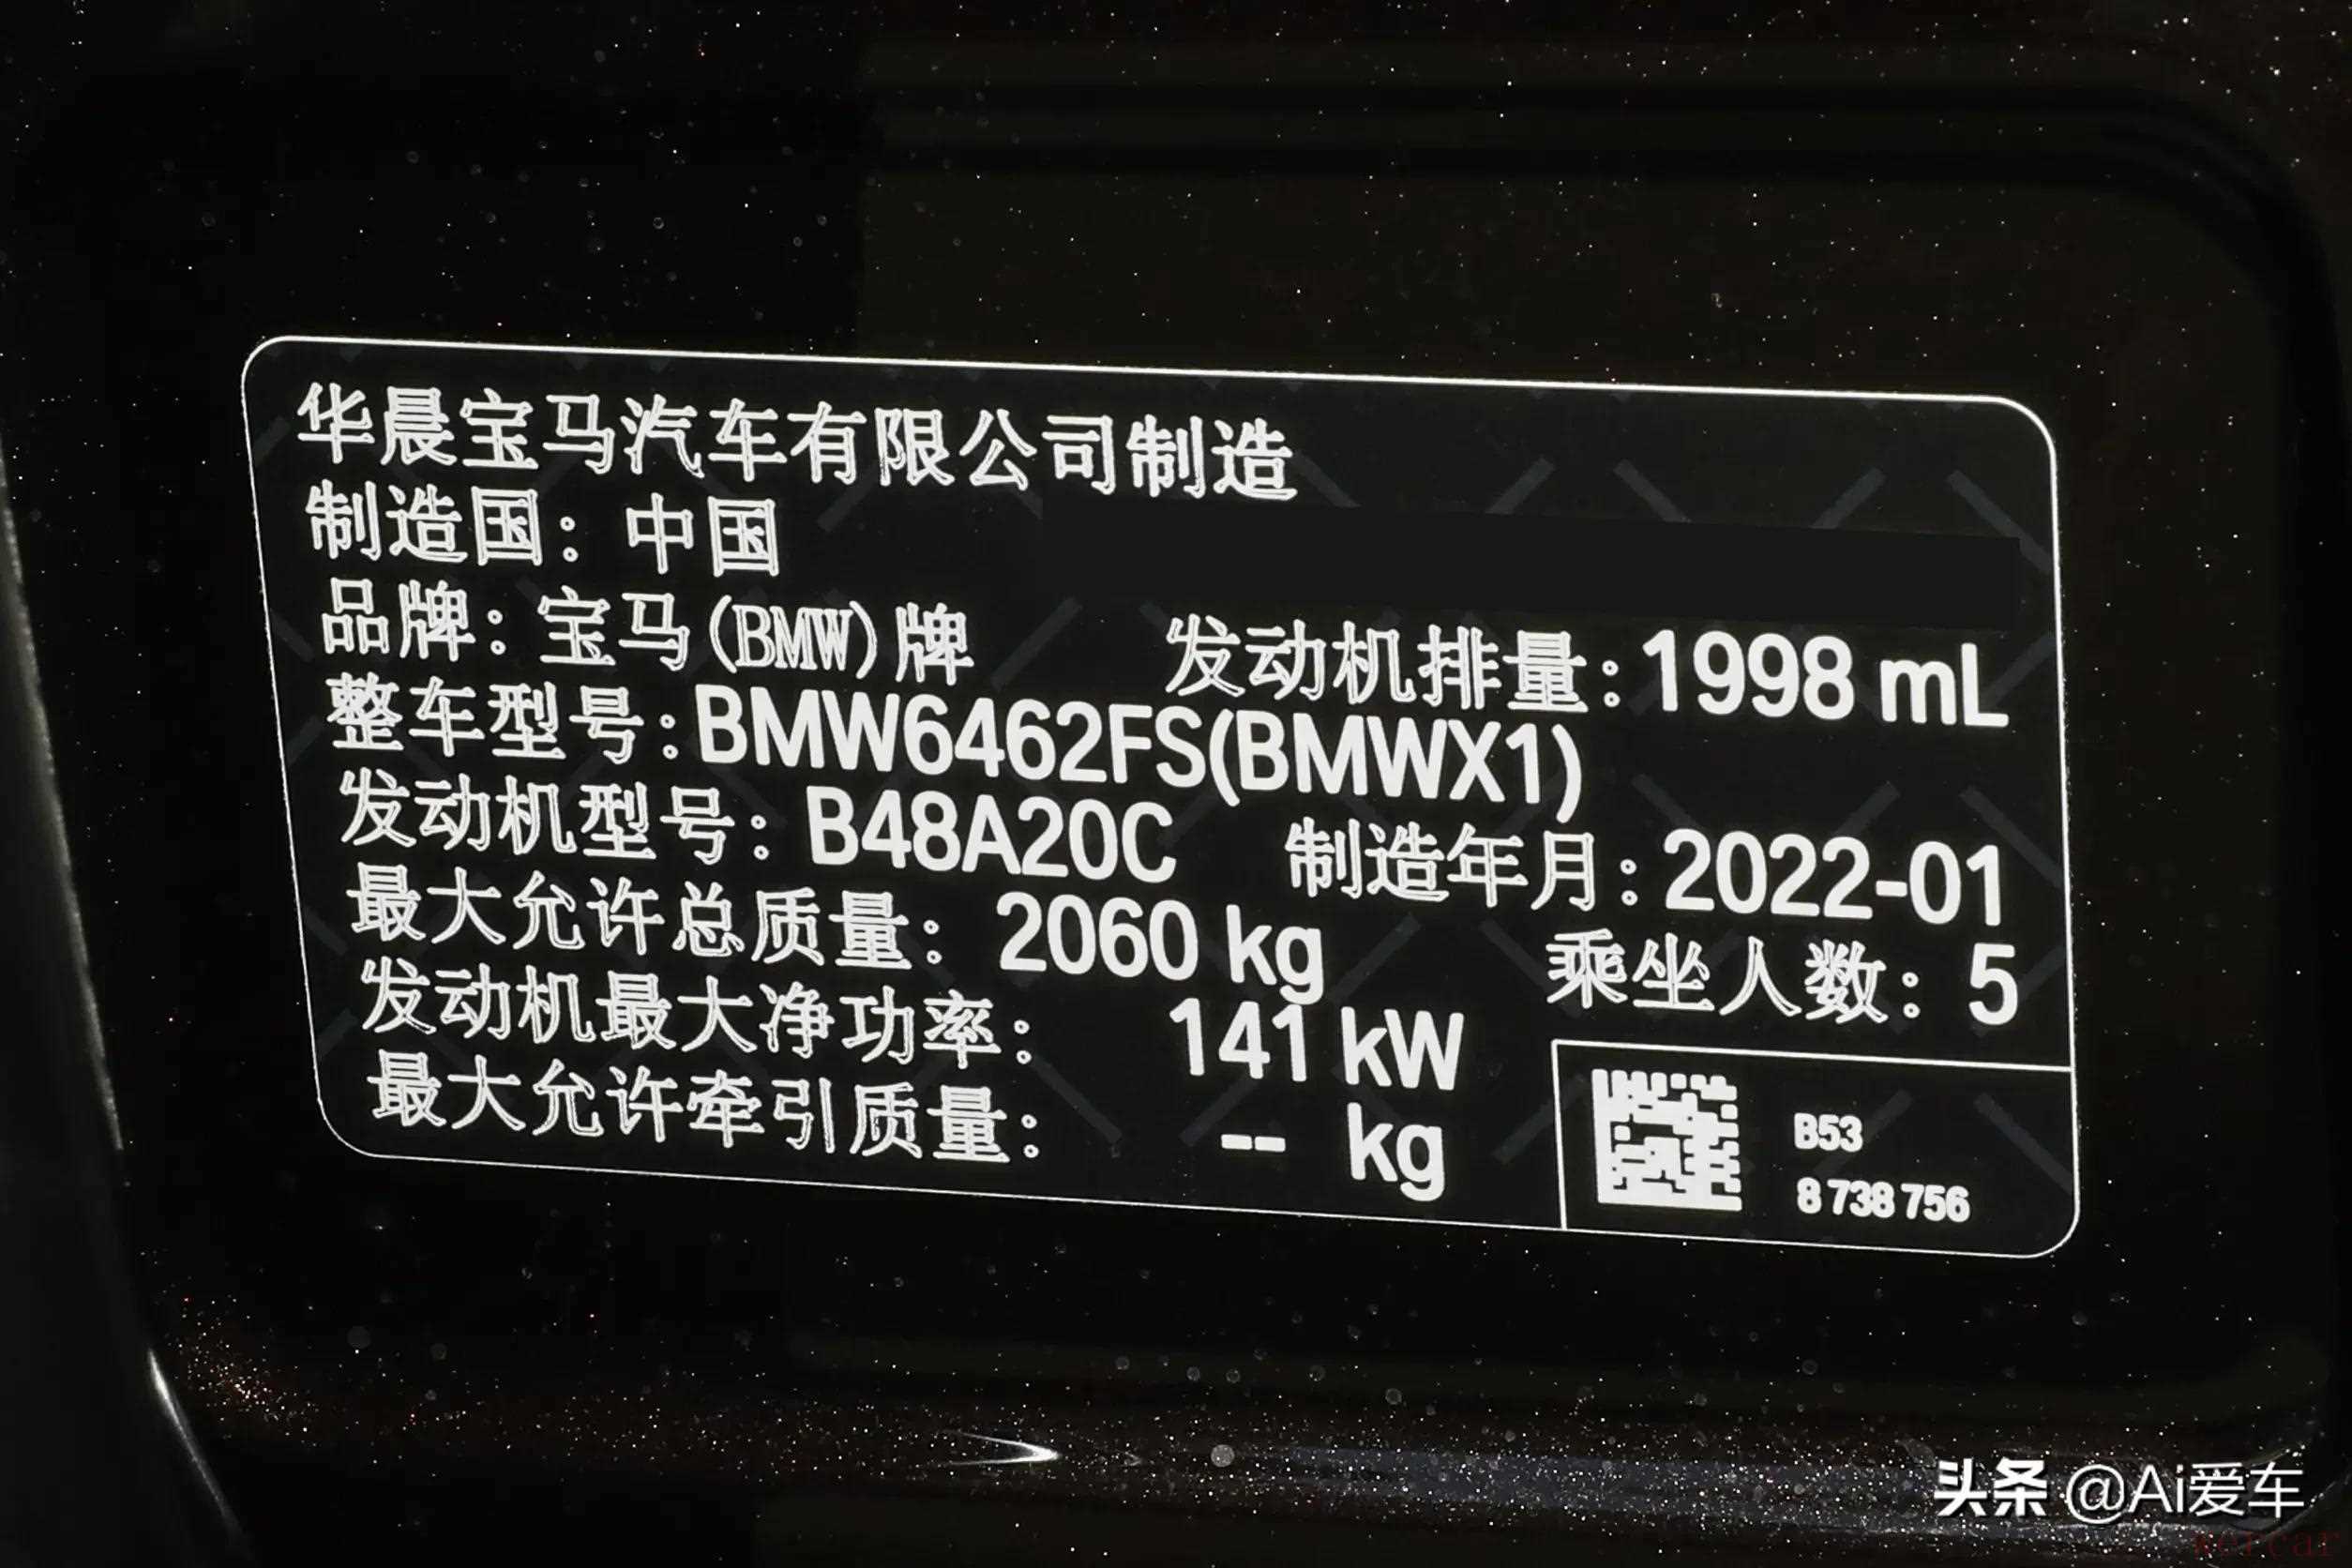 华晨宝马汽车有限公司制造
制造国：中国
品牌：宝马(BMW)牌 发动机排量：1998 mL
整车型号：BMW6462FS(BMWX1)
发动机型号：B48A20C 制造年月：2022-01
最大允许总质量：2060 kg 乘坐人数：5
发动机最大净功率：141 kW
最大允许牵引质量：-- kg
B53
8 738 756
头条 @Ai爱车